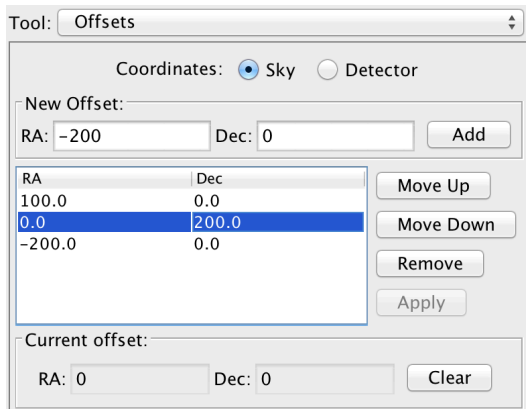 Tool: Offsets
Coordinates: Sky Detector
New Offset:
RA: -200 Dec: 0 Add
RA Dec
100.0 0.0
0.0 200.0
-200.0 0.0
Move Up
Move Down
Remove
Apply
Current offset:
RA: 0 Dec: 0 Clear